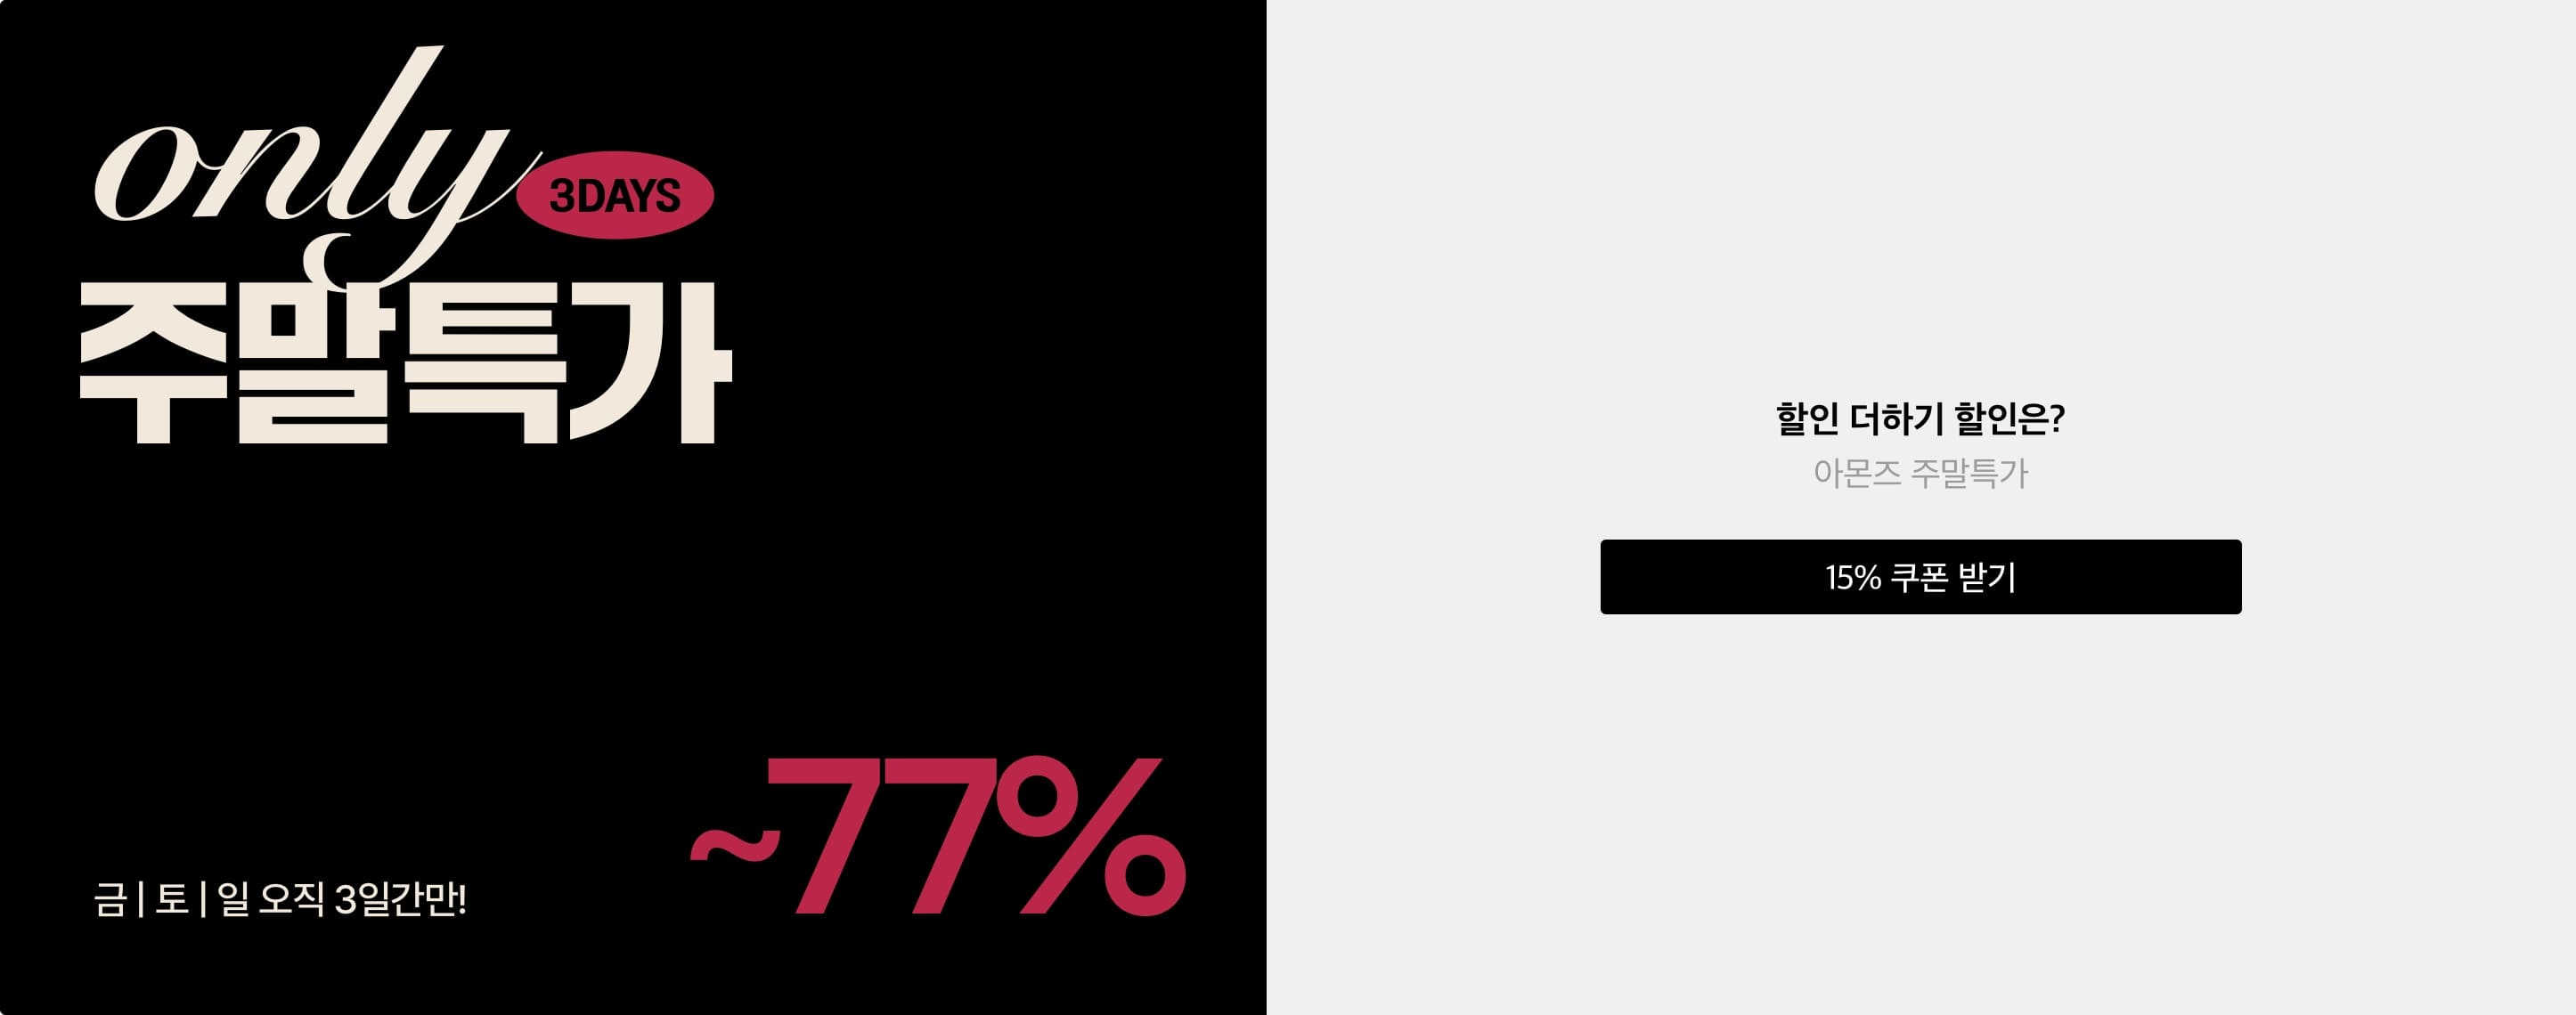 only
3DAYS
주말특가
~77%
금 | 토 | 일 오직 3일간만!
할인 더하기 할인은?
아몬즈 주말특가
15% 쿠폰 받기